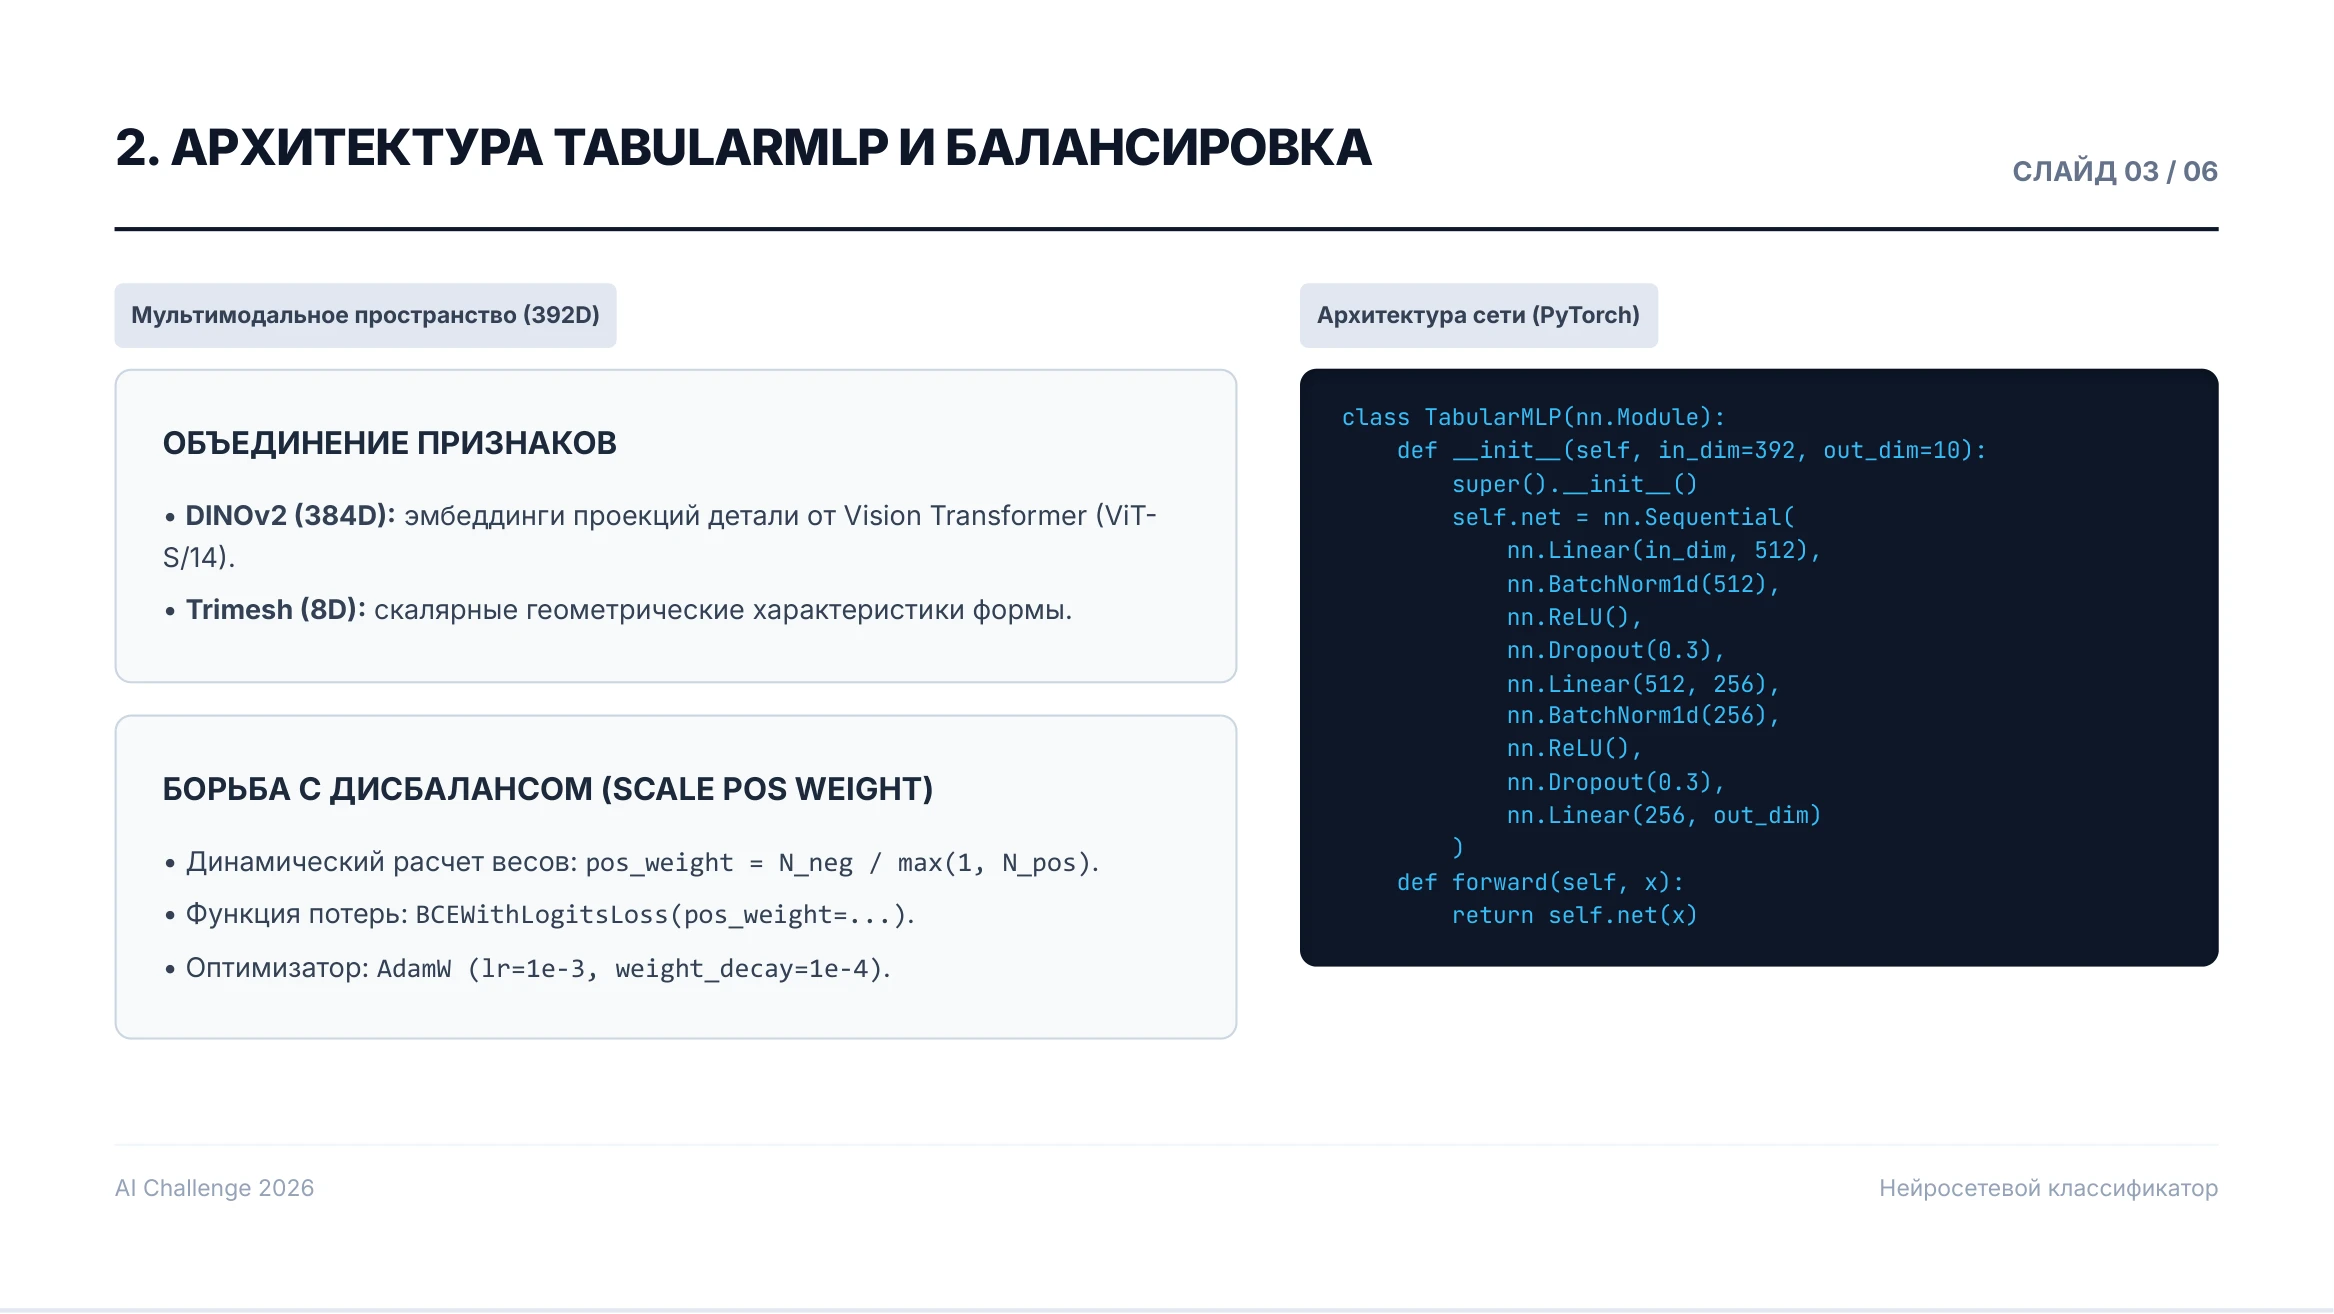 2. АРХИТЕКТУРА TABULARMLP И БАЛАНСИРОВКА
СЛАЙД 03 / 06
Мультимодальное пространство (392D)
ОБЪЕДИНЕНИЕ ПРИЗНАКОВ
• DINOv2 (384D): эмбеддинги проекций детали от Vision Transformer (ViT-
S/14).
• Trimesh (8D): скалярные геометрические характеристики формы.
БОРЬБА С ДИСБАЛАНСОМ (SCALE POS WEIGHT)
• Динамический расчет весов: pos_weight = N_neg / max(1, N_pos).
• Функция потерь: BCEWithLogitsLoss(pos_weight=...).
• Оптимизатор: AdamW (lr=1e-3, weight_decay=1e-4).
Архитектура сети (PyTorch)
class TabularMLP(nn.Module):
    def __init__(self, in_dim=392, out_dim=10):
        super().__init__()
        self.net = nn.Sequential(
            nn.Linear(in_dim, 512),
            nn.BatchNorm1d(512),
            nn.ReLU(),
            nn.Dropout(0.3),
            nn.Linear(512, 256),
            nn.BatchNorm1d(256),
            nn.ReLU(),
            nn.Dropout(0.3),
            nn.Linear(256, out_dim)
        )
    def forward(self, x):
        return self.net(x)
AI Challenge 2026
Нейросетевой классификатор